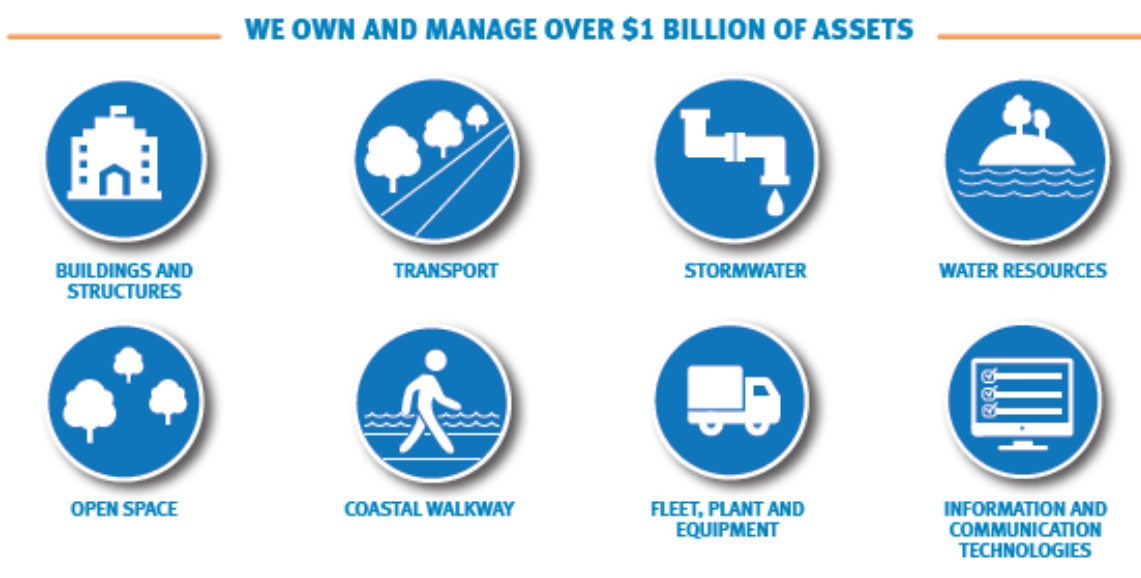 WE OWN AND MANAGE OVER $1 BILLION OF ASSETS
BUILDINGS AND
STRUCTURES
TRANSPORT
STORMWATER
WATER RESOURCES
OPEN SPACE
COASTAL WALKWAY
FLEET, PLANT AND
EQUIPMENT
INFORMATION AND
COMMUNICATION
TECHNOLOGIES